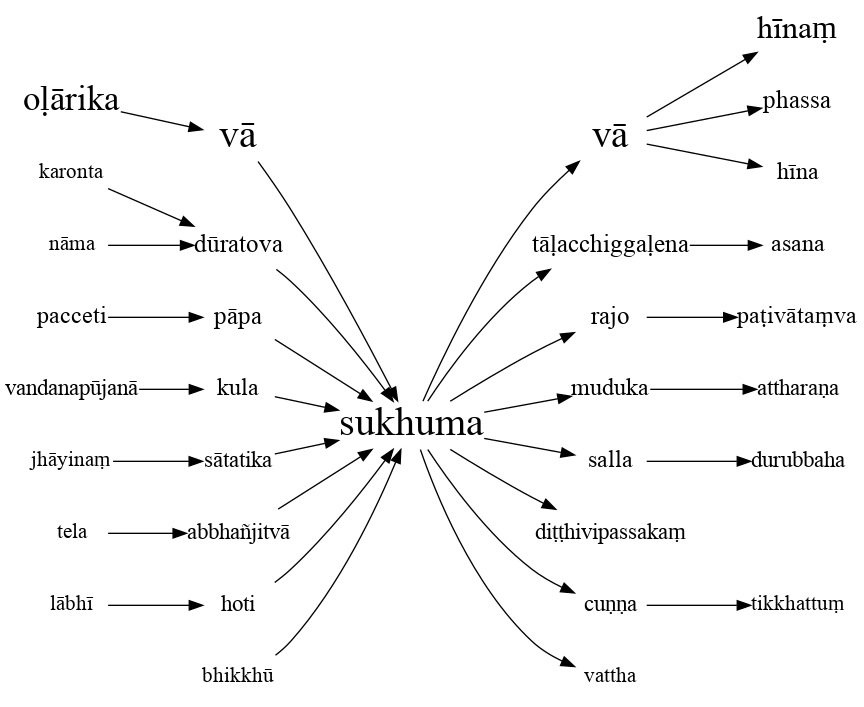 hīnaṃ
oḷārika
phassa
vā
vā
karonta
hīna
nāma
dūratova
tāḷacchiggaḷena
asana
pacceti
pāpa
rajo
paṭivātaṃva
vandanapūjanā
kula
muduka
attharaṇa
sukhuma
jhāyinaṃ
sātatika
salla
durubbaha
tela
abbhañjitvā
diṭṭhivipassakaṃ
lābhī
hoti
cuṇṇa
tikkhattuṃ
bhikkhū
vattha